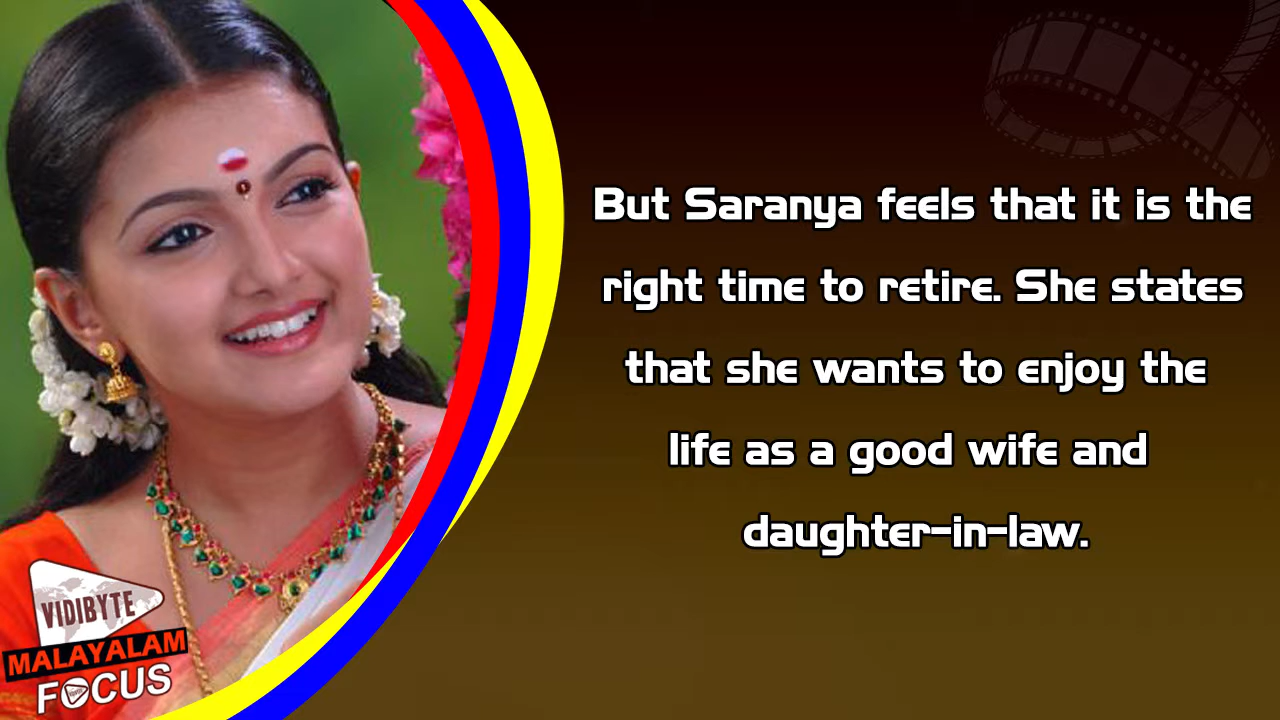 But Saranya feels that it is the
right time to retire. She states
that she wants to enjoy the
life as a good wife and
daughter-in-law.
VIDIBYTE
MALAYALAM
FOCUS